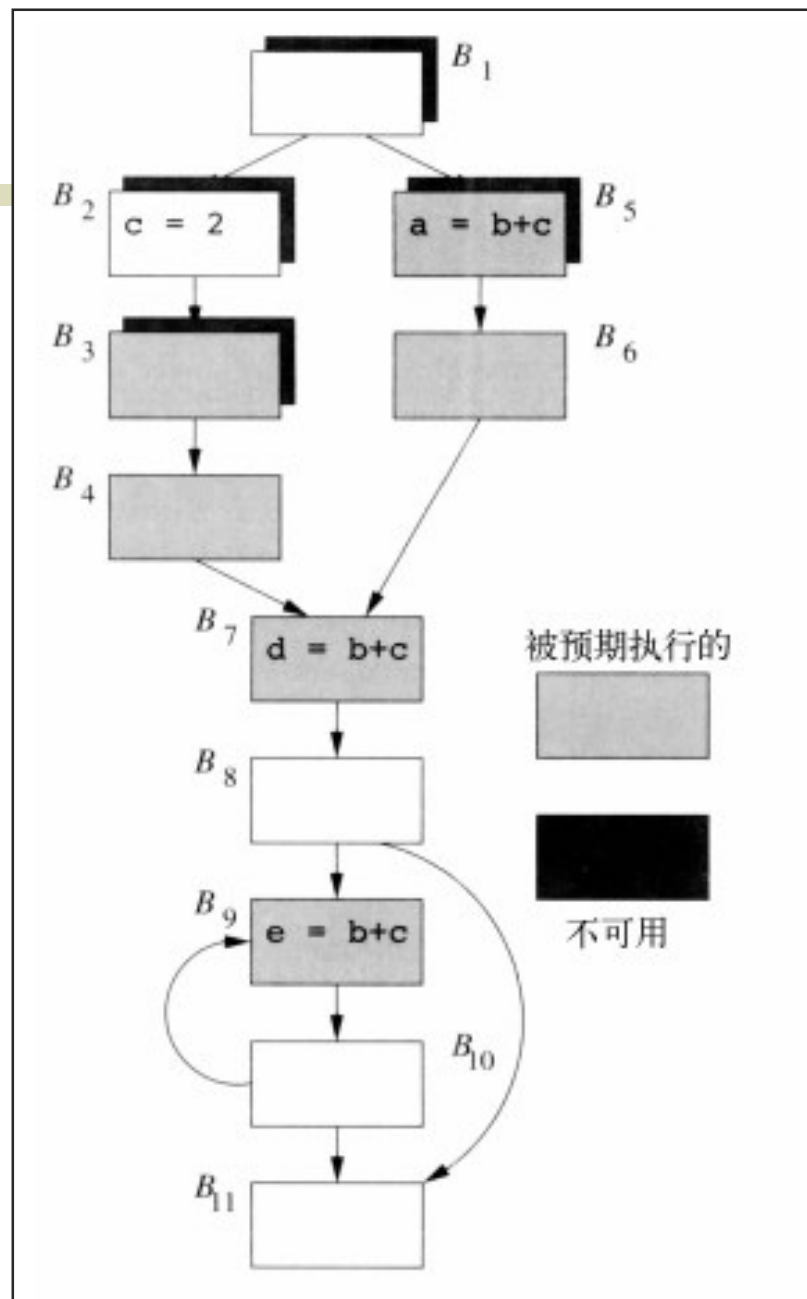 B1
B2
c = 2
a = b+c
B5
B3
B6
B4
B7
d = b+c
被预期执行的
B8
B9
e = b+c
不可用
B10
B11